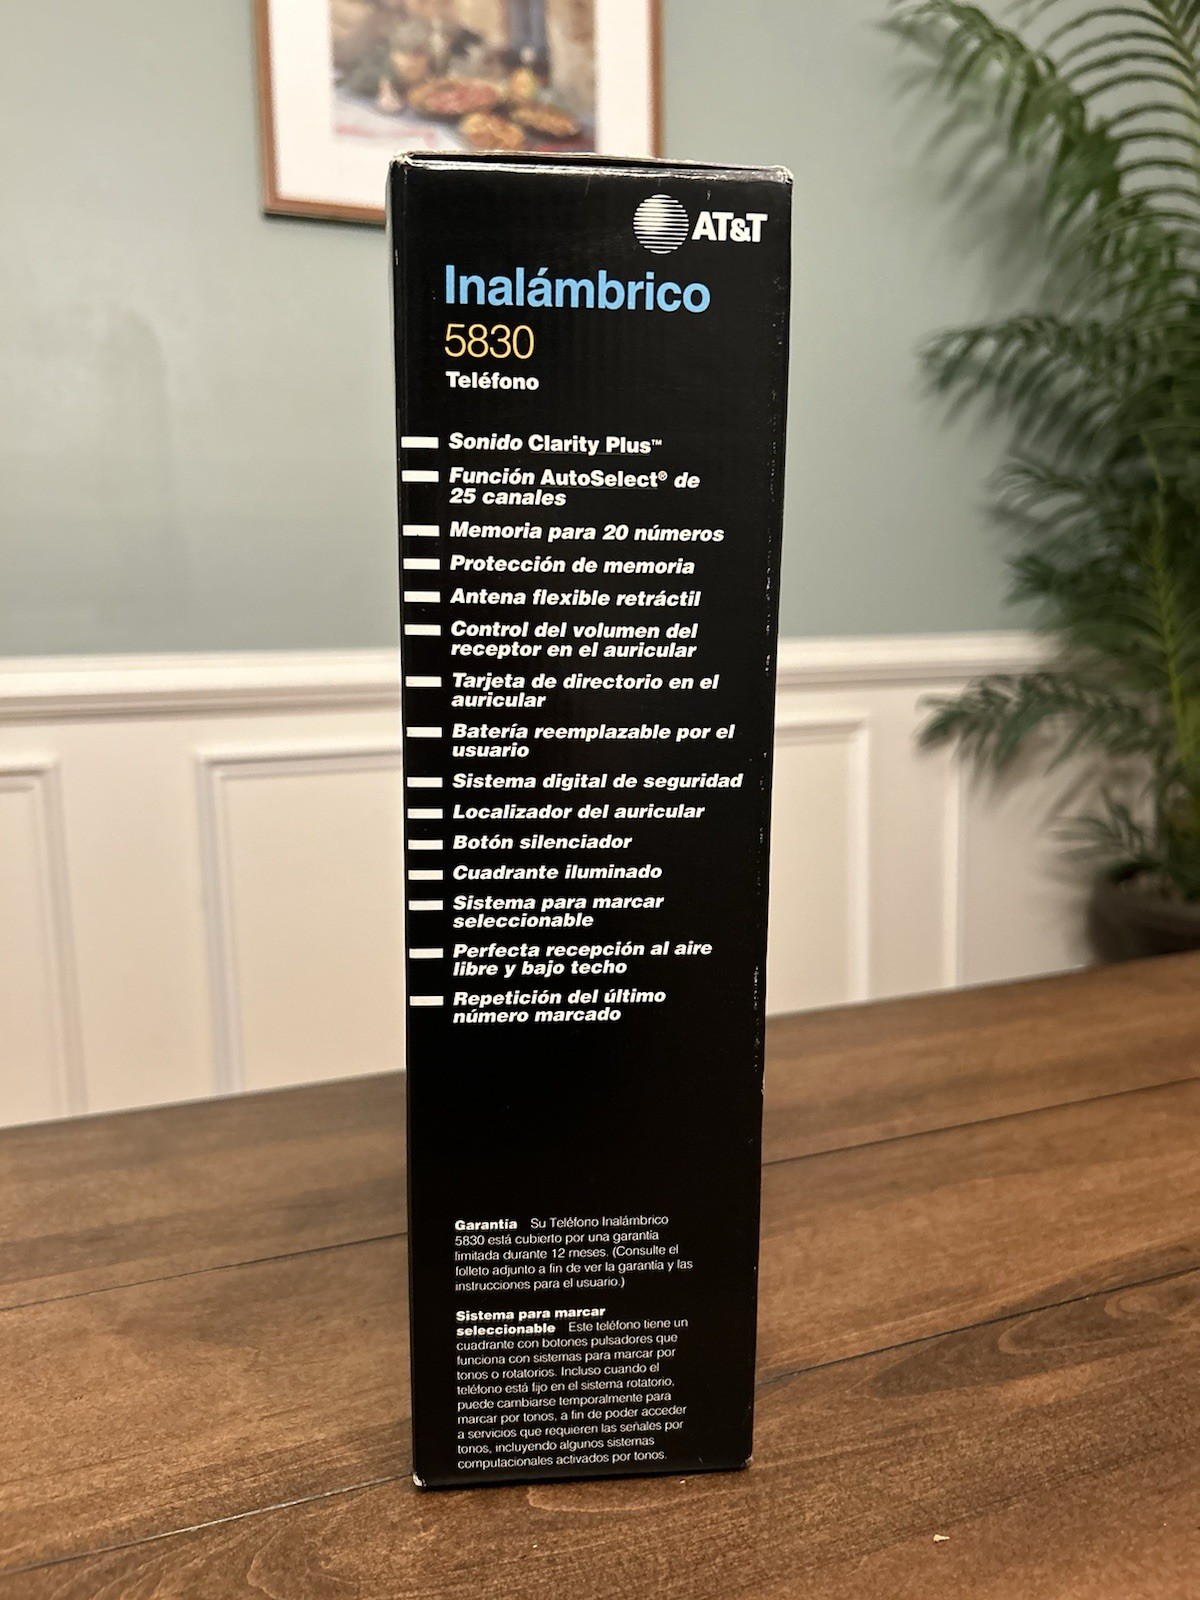 AT&T
Inalámbrico
5830
Teléfono
Sonido Clarity Plus™
Función AutoSelect® de
25 canales
Memoria para 20 números
Protección de memoria
Antena flexible retráctil
Control del volumen del
receptor en el auricular
Tarjeta de directorio en el
auricular
Batería reemplazable por el
usuario
Sistema digital de seguridad
Localizador del auricular
Botón silenciador
Cuadrante iluminado
Sistema para marcar
seleccionable
Perfecta recepción al aire
libre y bajo techo
Repetición del último
número marcado
Garantía Su Teléfono Inalámbrico
5830 está cubierto por una garantía
limitada durante 12 meses. (Consulte el
folleto adjunto a fin de ver la garantía y las
instrucciones para el usuario.)
Sistema para marcar
seleccionable Este teléfono tiene un
cuadrante con botones pulsadores que
funciona con sistemas para marcar por
tonos o rotatorios. Incluso cuando el
teléfono está fijo en el sistema rotatorio,
puede cambiarse temporalmente para
marcar por tonos, a fin de poder acceder
a servicios que requieren las señales por
tonos, incluyendo algunos sistemas
computacionales activados por tonos.